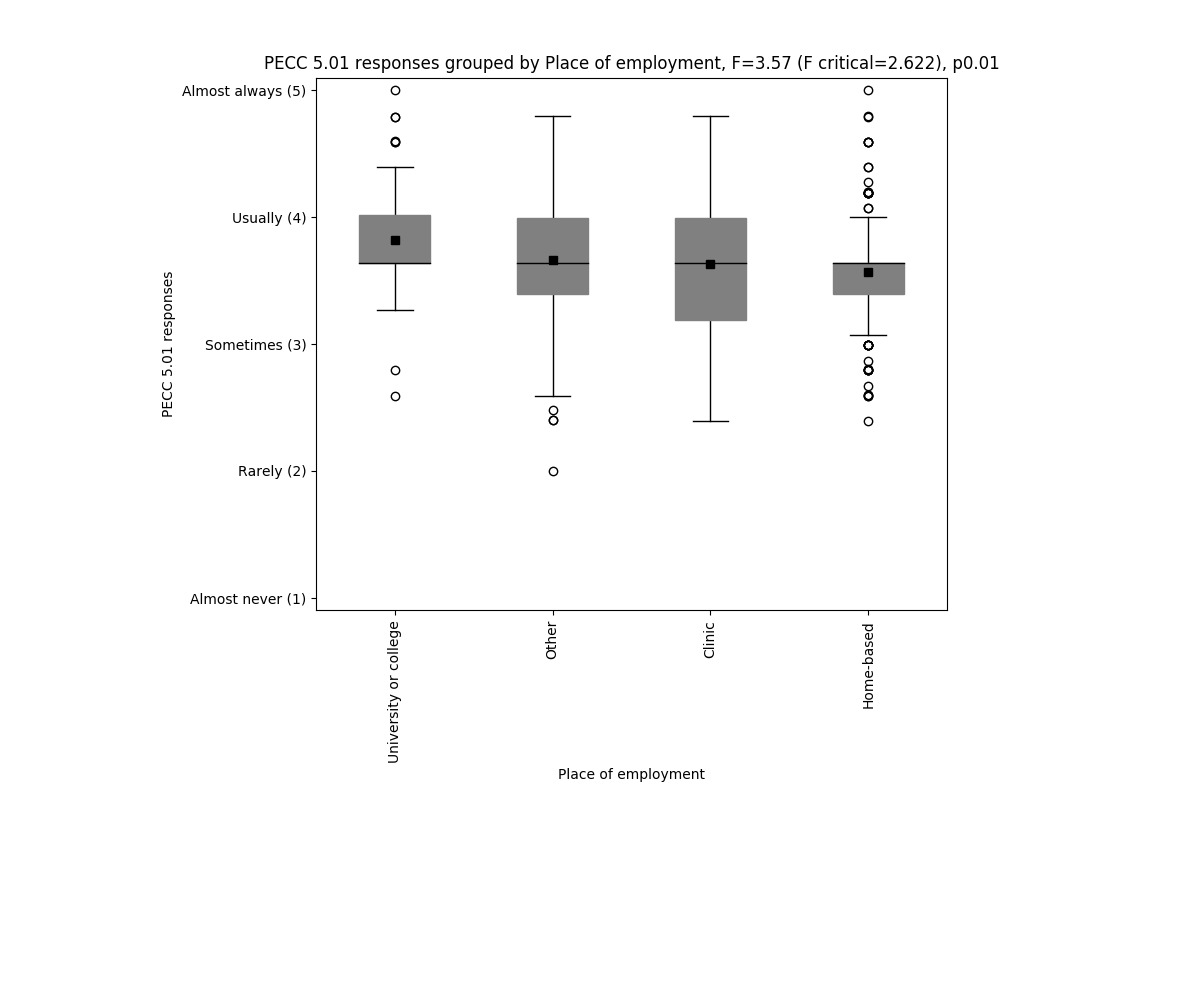 PECC 5.01 responses grouped by Place of employment, F=3.57 (F critical=2.622), p0.01
Almost always (5)
Usually (4)
Sometimes (3)
Rarely (2)
Almost never (1)
PECC 5.01 responses
University or college
Other
Clinic
Home-based
Place of employment